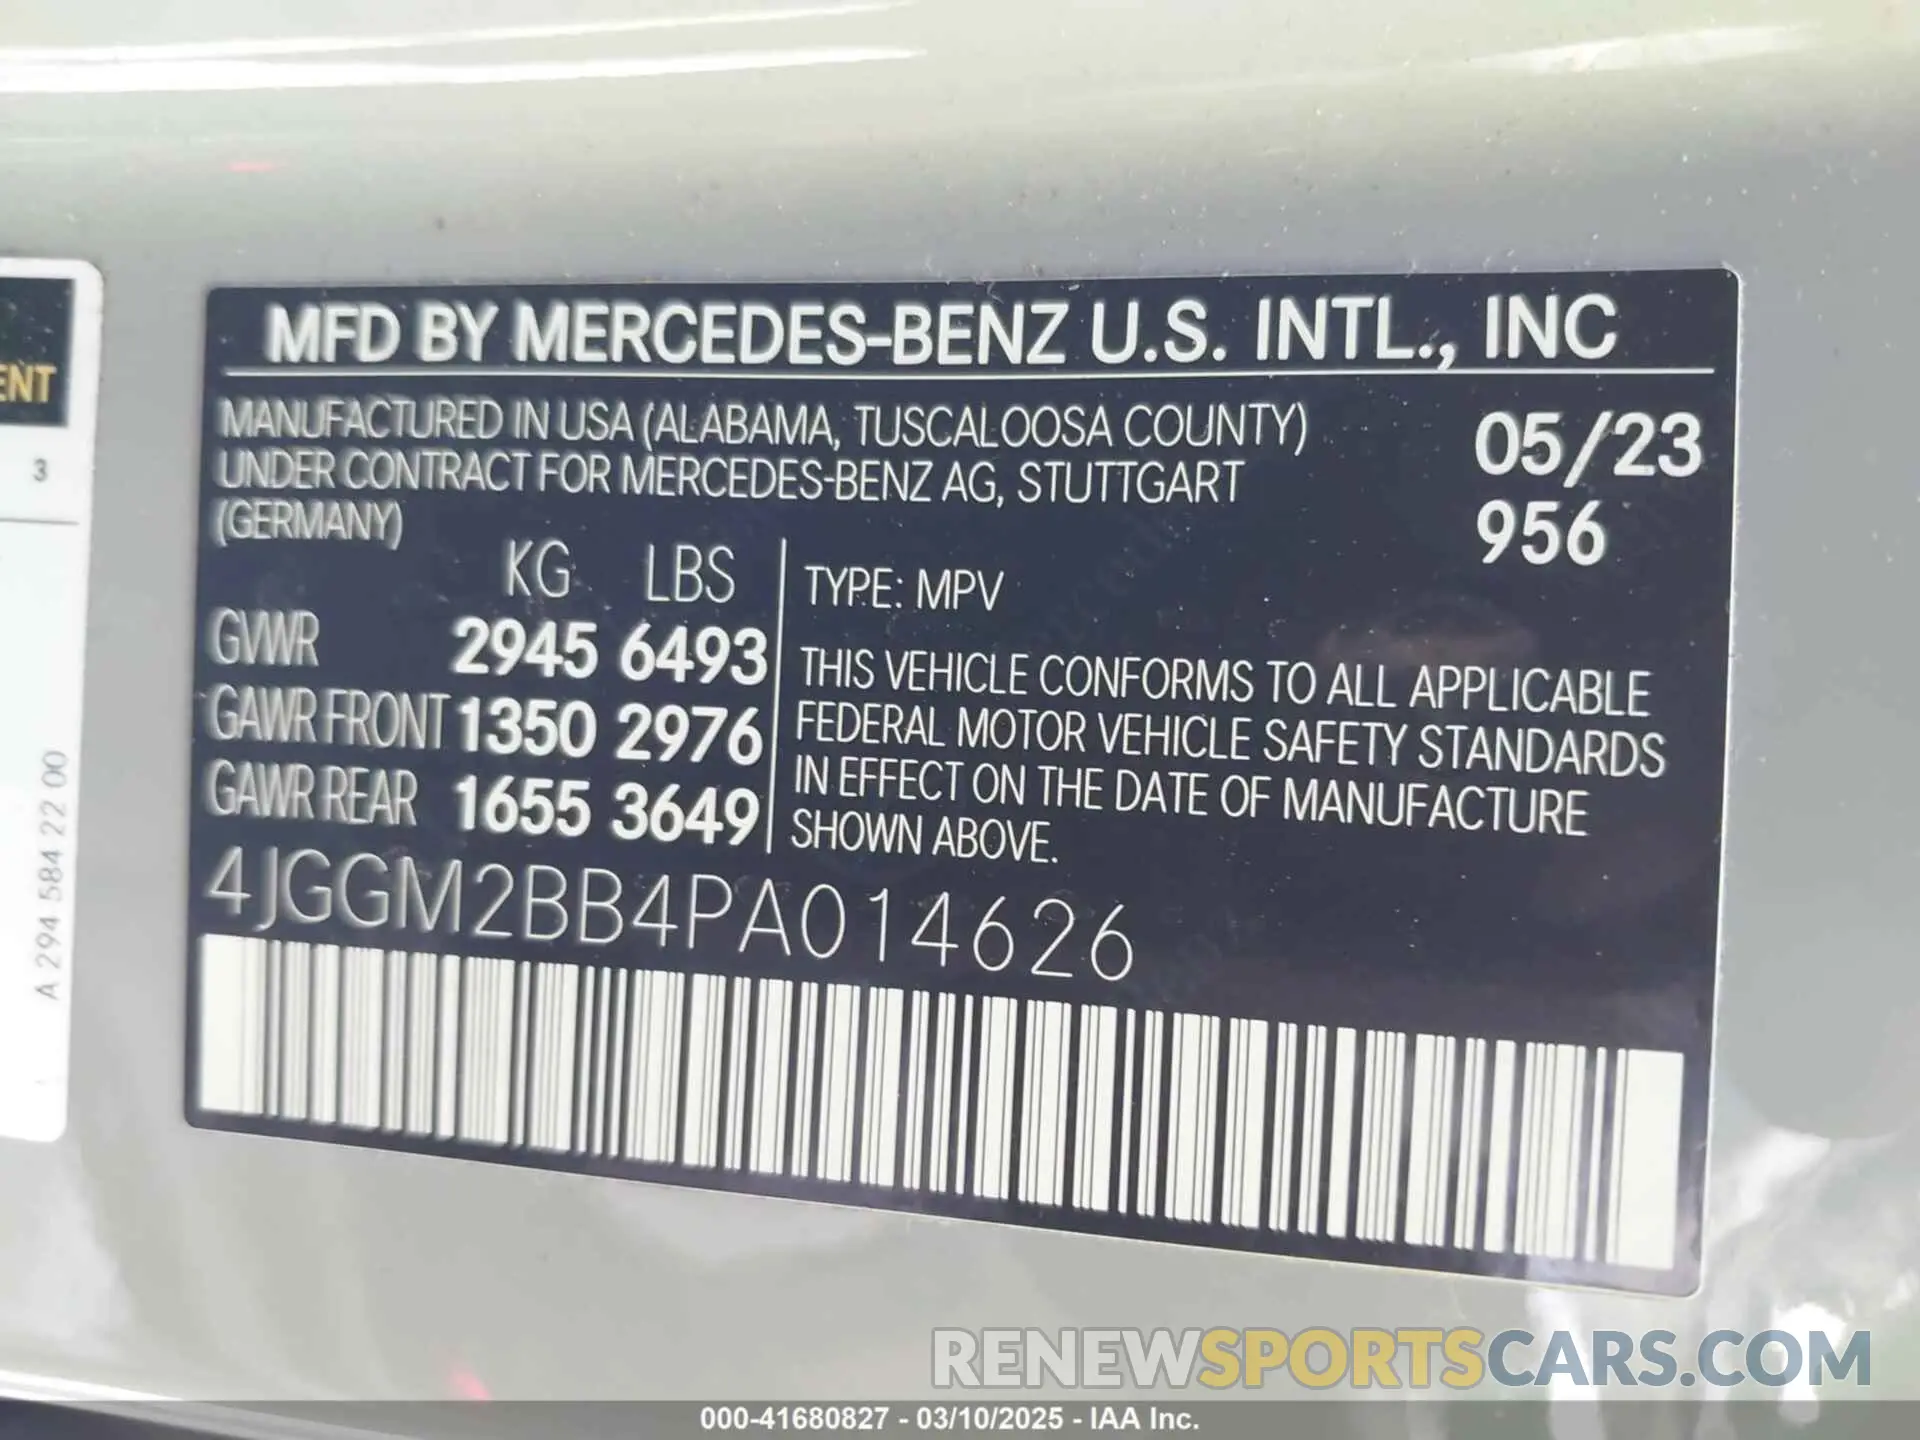 MFD BY MERCEDES-BENZ U.S. INTL., INC
MANUFACTURED IN USA (ALABAMA, TUSCALOOSA COUNTY)
UNDER CONTRACT FOR MERCEDES-BENZ AG, STUTTGART
(GERMANY)
05/23
956
KG LBS
GVWR 2945 6493
GAWR FRONT 1350 2976
GAWR REAR 1655 3649
TYPE: MPV
THIS VEHICLE CONFORMS TO ALL APPLICABLE
FEDERAL MOTOR VEHICLE SAFETY STANDARDS
IN EFFECT ON THE DATE OF MANUFACTURE
SHOWN ABOVE.
4JGGM2BB4PA014626
ENT
3
A 294 584 22 00
RENEWSPORTSCARS.COM
000-41680827 - 03/10/2025 - IAA Inc.